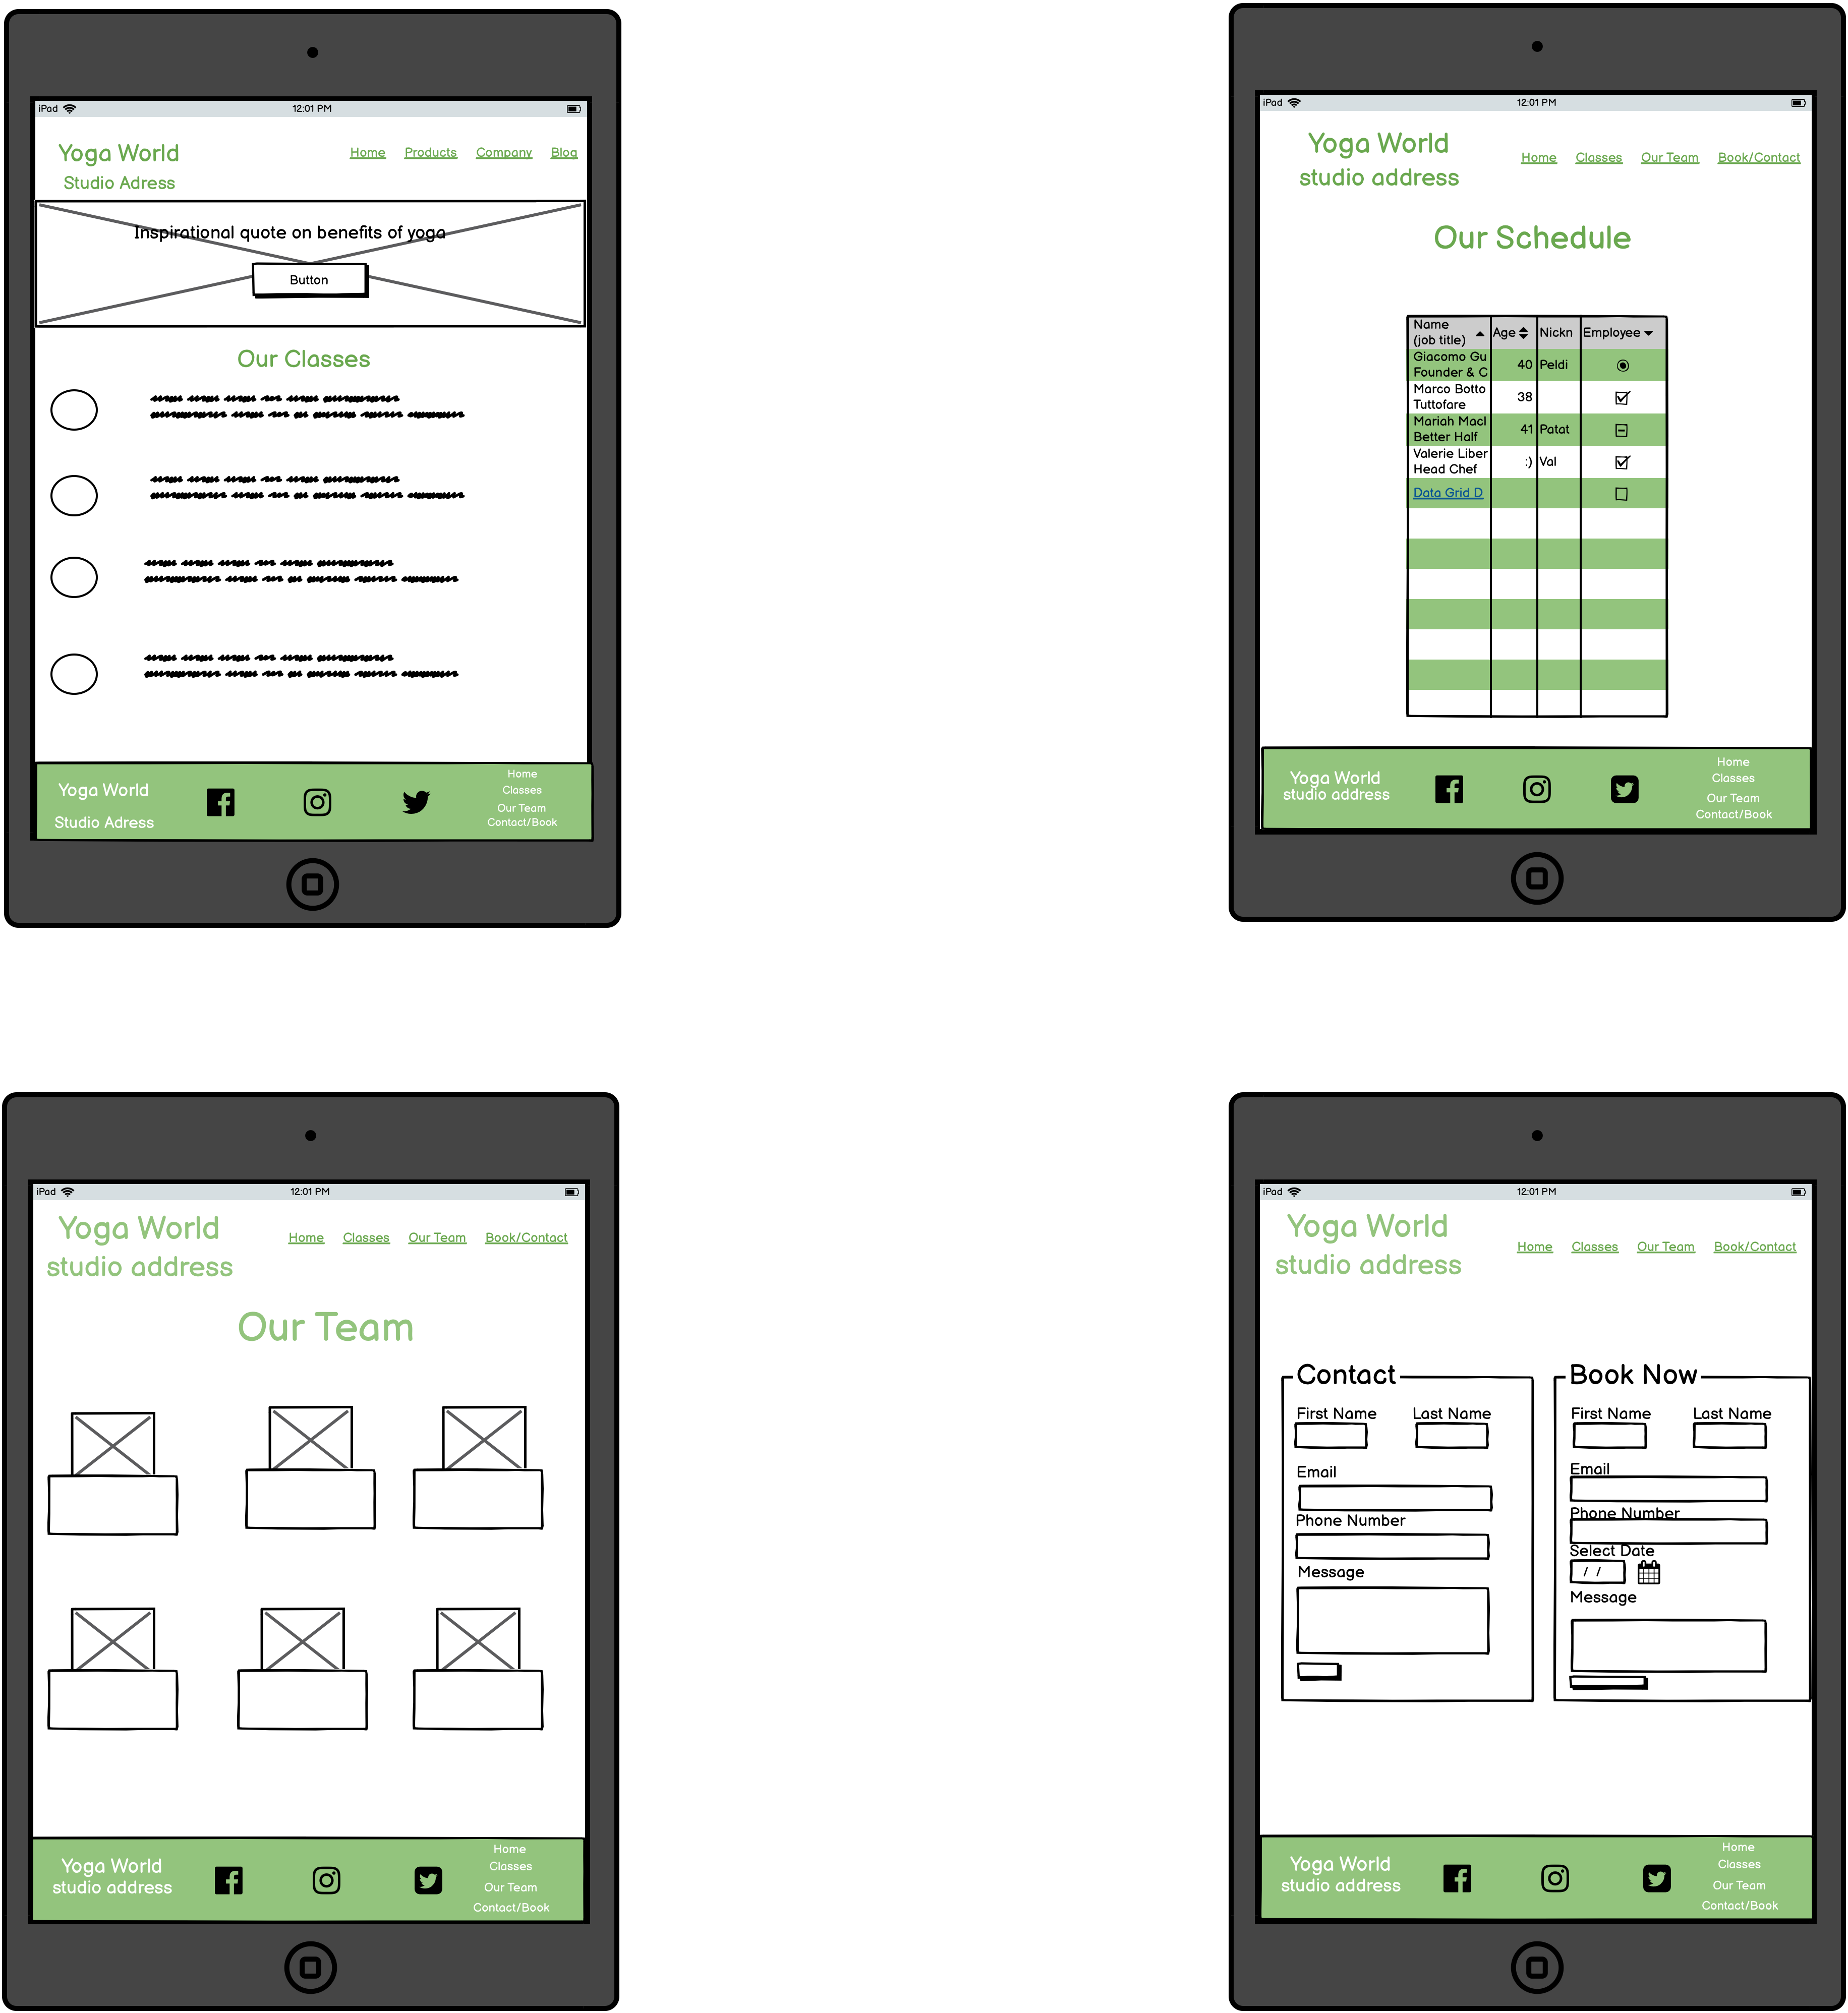 iPad 12:01 PM
Yoga World
Home Products Company Blog
Studio Adress
Inspirational quote on benefits of yoga
Button
Our Classes
Yoga World
Studio Adress
Home
Classes
Our Team
Contact/Book
iPad 12:01 PM
Yoga World
studio address
Home Classes Our Team Book/Contact
Our Schedule
Name
(job title)
Age Nickn Employee
Giacomo Gu
Founder & C
40 Peldi
Marco Botto
Tuttofare
38
Mariah Macl
Better Half
41 Patat
Valerie Liber
Head Chef
:) Val
Data Grid D
Yoga World
studio address
Home
Classes
Our Team
Contact/Book
iPad 12:01 PM
Yoga World
studio address
Home Classes Our Team Book/Contact
Our Team
Yoga World
studio address
Home
Classes
Our Team
Contact/Book
iPad 12:01 PM
Yoga World
studio address
Home Classes Our Team Book/Contact
Contact
First Name Last Name
Email
Phone Number
Message
Book Now
First Name Last Name
Email
Phone Number
Select Date
/ /
Message
Yoga World
studio address
Home
Classes
Our Team
Contact/Book